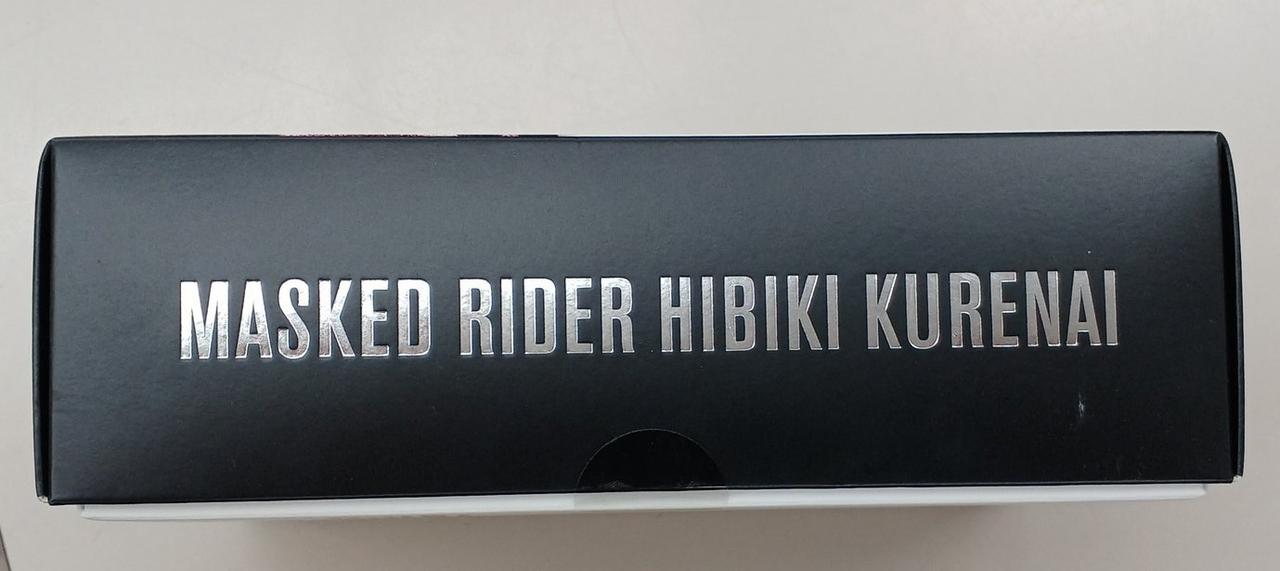 MASKED RIDER HIBIKI KURENAI